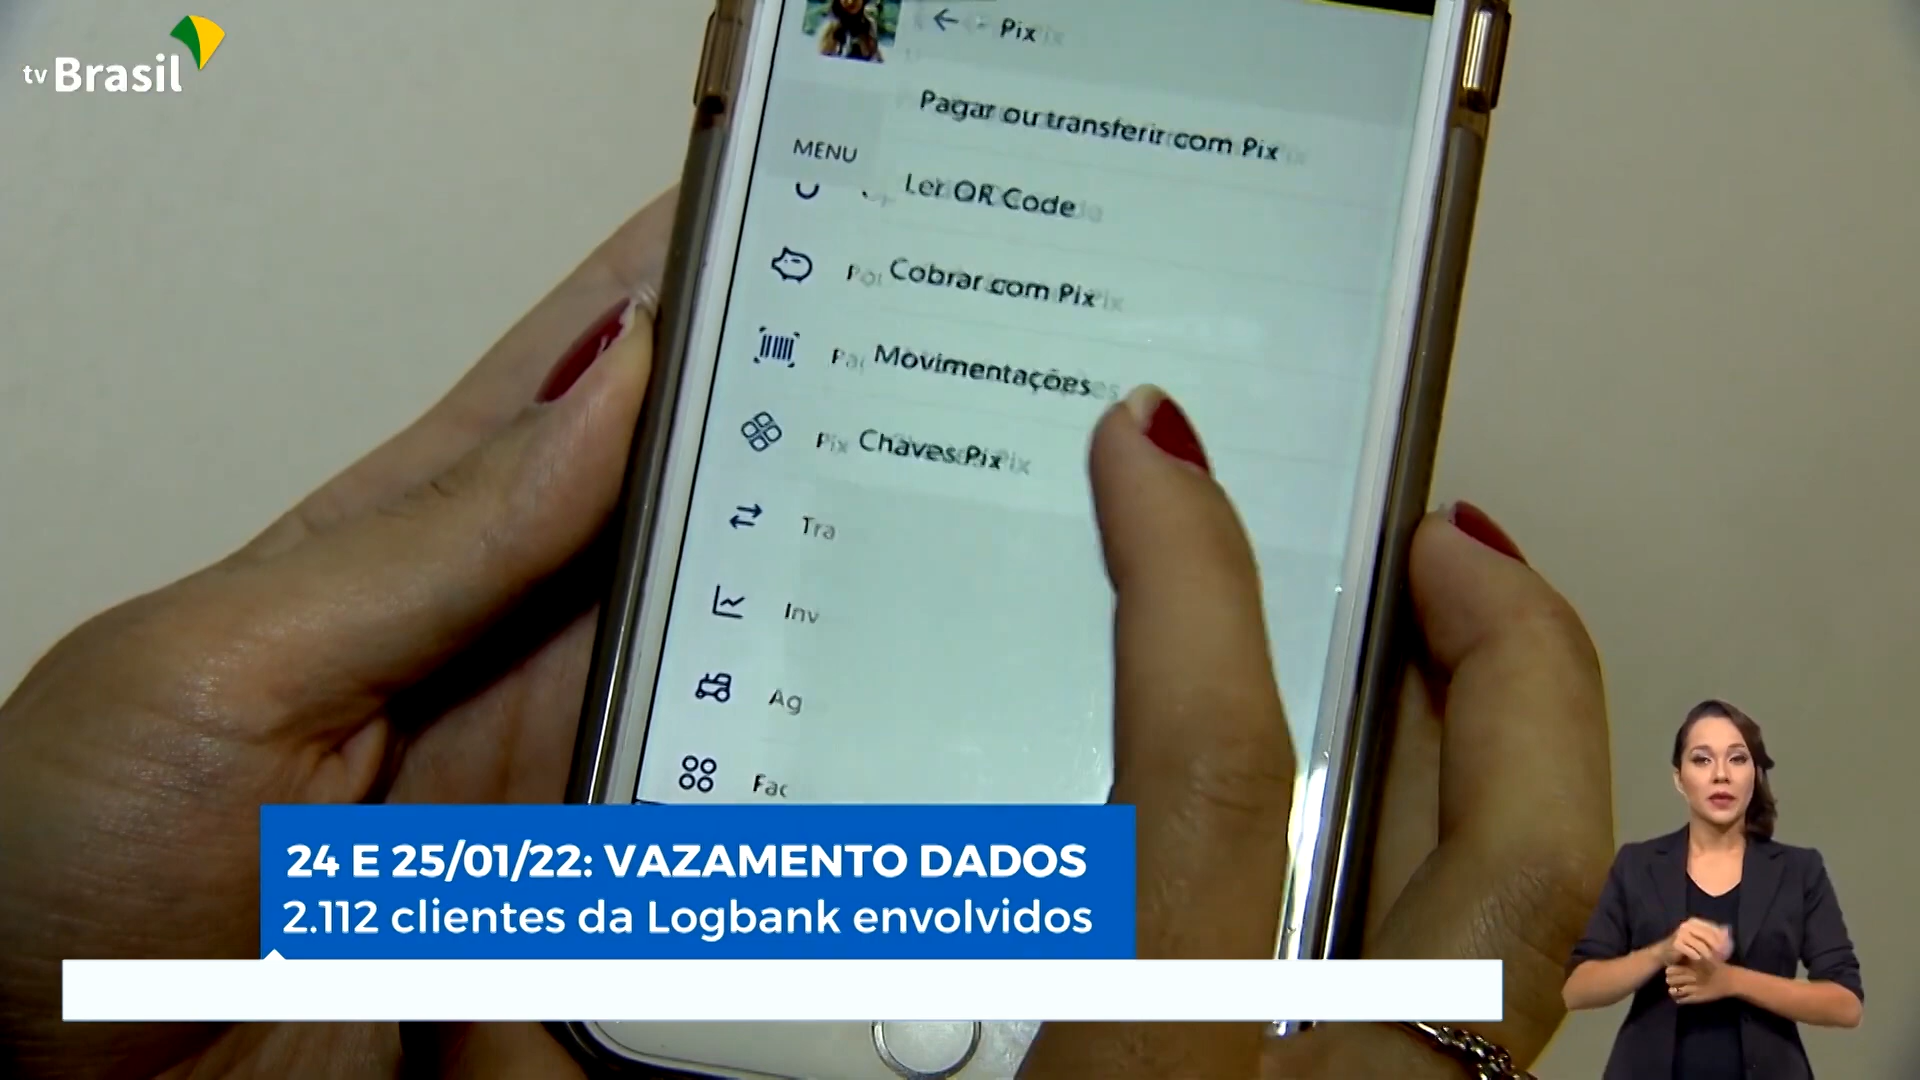 tv Brasil
Pix
Pagar ou transferir com Pix
MENU
Ler QR Code
Cobrar com Pix
Movimentações
Pix Chaves Pix
Tra
Inv
Ag
Fac
24 E 25/01/22: VAZAMENTO DADOS
2.112 clientes da Logbank envolvidos